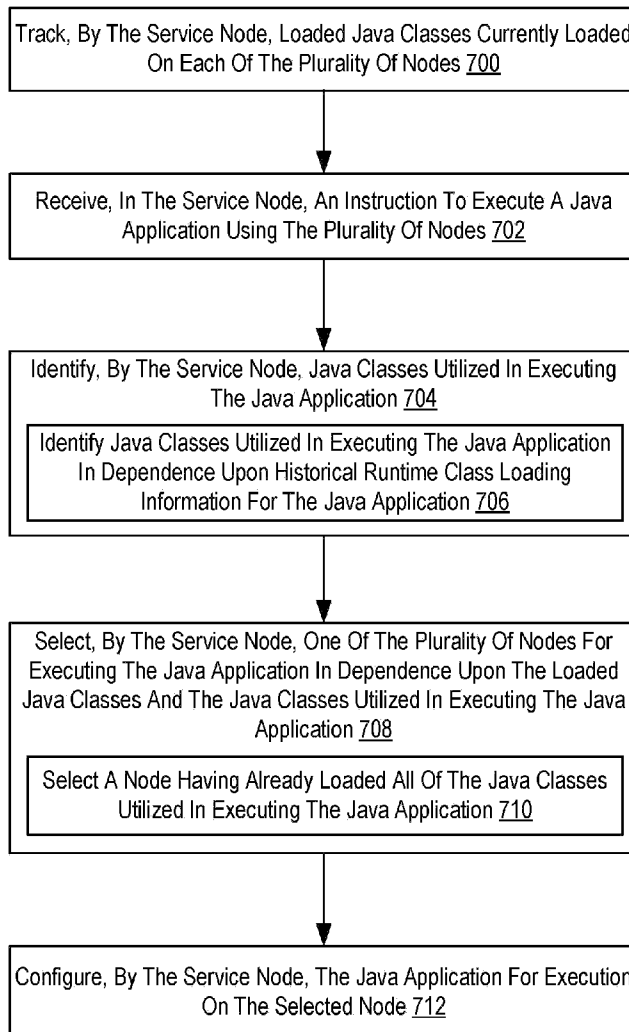 Track, By The Service Node, Loaded Java Classes Currently Loaded
On Each Of The Plurality Of Nodes 700
Receive, In The Service Node, An Instruction To Execute A Java
Application Using The Plurality Of Nodes 702
Identify, By The Service Node, Java Classes Utilized In Executing
The Java Application 704
Identify Java Classes Utilized In Executing The Java Application
In Dependence Upon Historical Runtime Class Loading
Information For The Java Application 706
Select, By The Service Node, One Of The Plurality Of Nodes For
Executing The Java Application In Dependence Upon The Loaded
Java Classes And The Java Classes Utilized In Executing The Java
Application 708
Select A Node Having Already Loaded All Of The Java Classes
Utilized In Executing The Java Application 710
Configure, By The Service Node, The Java Application For Execution
On The Selected Node 712